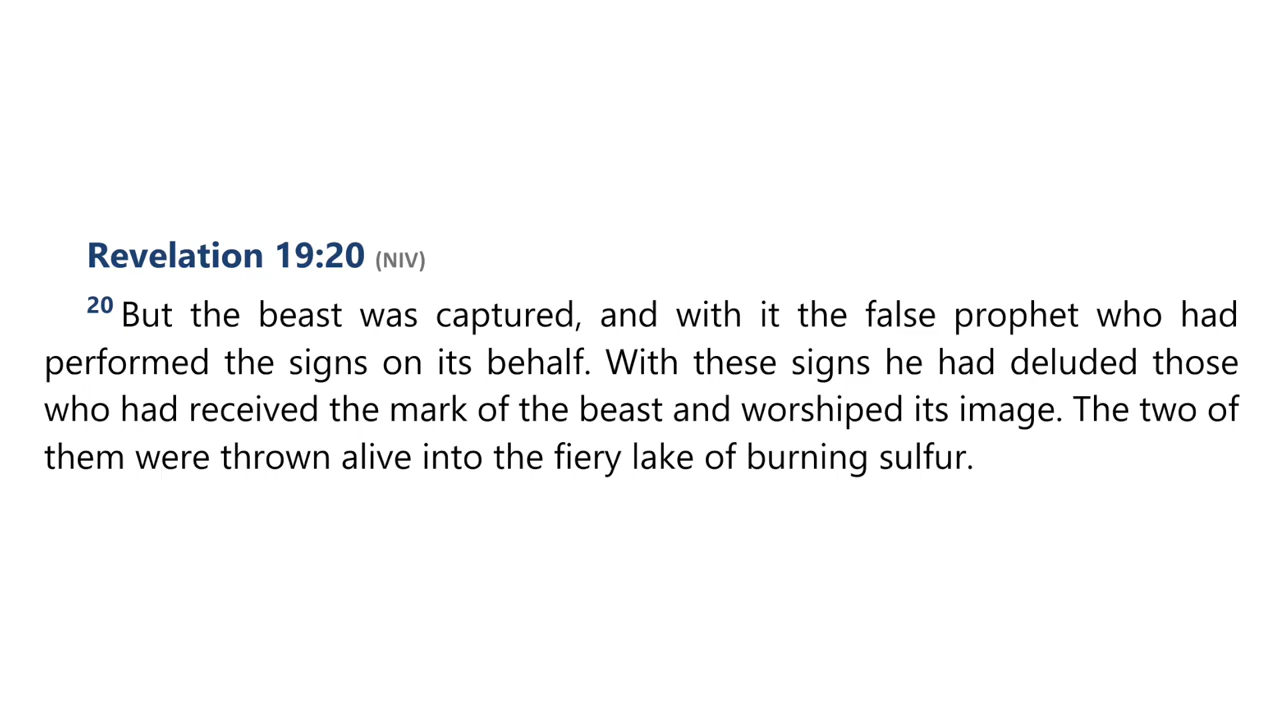 Revelation 19:20 (NIV)
20 But the beast was captured, and with it the false prophet who had
performed the signs on its behalf. With these signs he had deluded those
who had received the mark of the beast and worshiped its image. The two of
them were thrown alive into the fiery lake of burning sulfur.